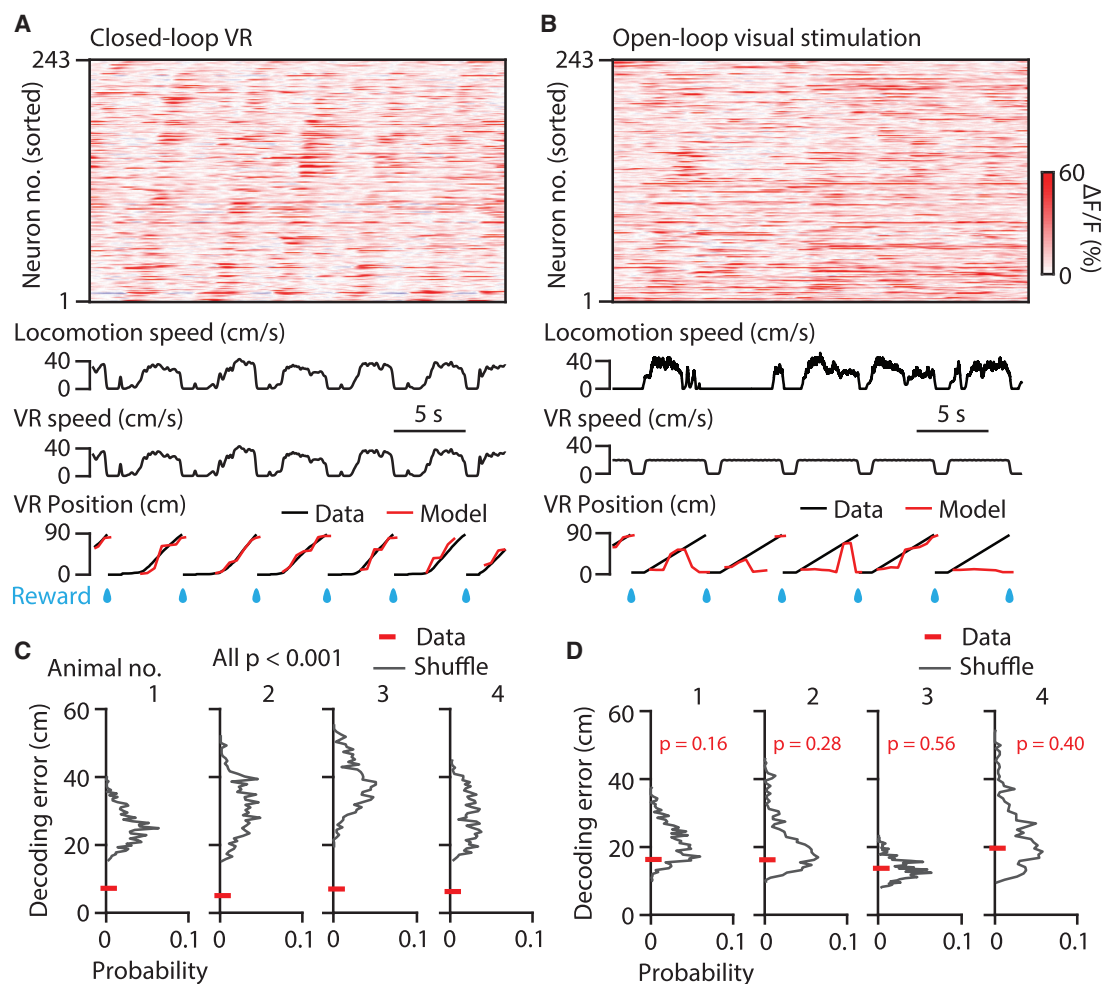 A
Closed-loop VR
243
Neuron no. (sorted)
1
B
Open-loop visual stimulation
243
Neuron no. (sorted)
1
60
0
ΔF/F (%)
Locomotion speed (cm/s)
40
0
VR speed (cm/s)
5 s
40
0
VR Position (cm)
Data
Model
90
0
Reward
Locomotion speed (cm/s)
40
0
VR speed (cm/s)
5 s
40
0
VR Position (cm)
Data
Model
90
0
C
Animal no.
All p < 0.001
Data
Shuffle
1
2
3
4
60
40
20
0
Decoding error (cm)
0 0.1
0 0.1
0 0.1
0 0.1
Probability
D
Data
Shuffle
1
2
3
4
p = 0.16
p = 0.28
p = 0.56
p = 0.40
60
40
20
0
Decoding error (cm)
0 0.1
0 0.1
0 0.1
0 0.1
Probability